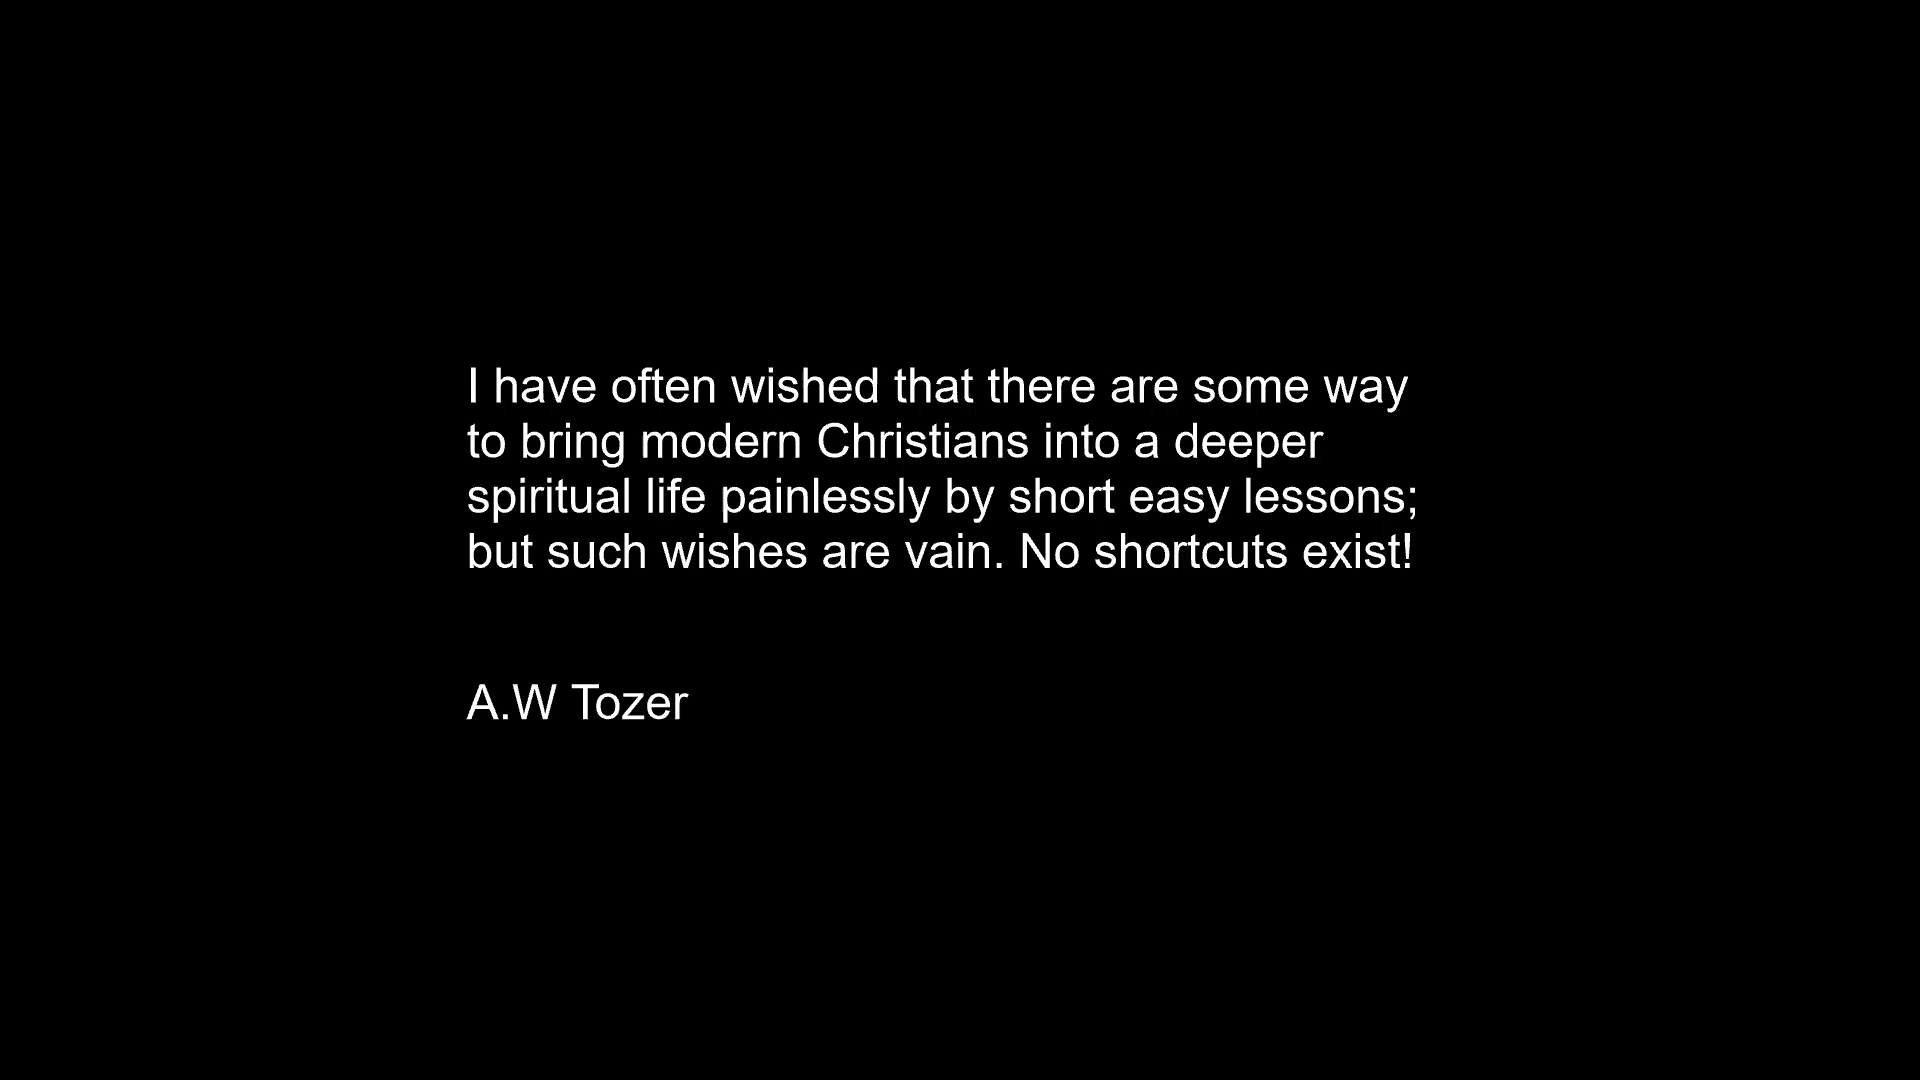 I have often wished that there are some way
to bring modern Christians into a deeper
spiritual life painlessly by short easy lessons;
but such wishes are vain. No shortcuts exist!
A.W Tozer